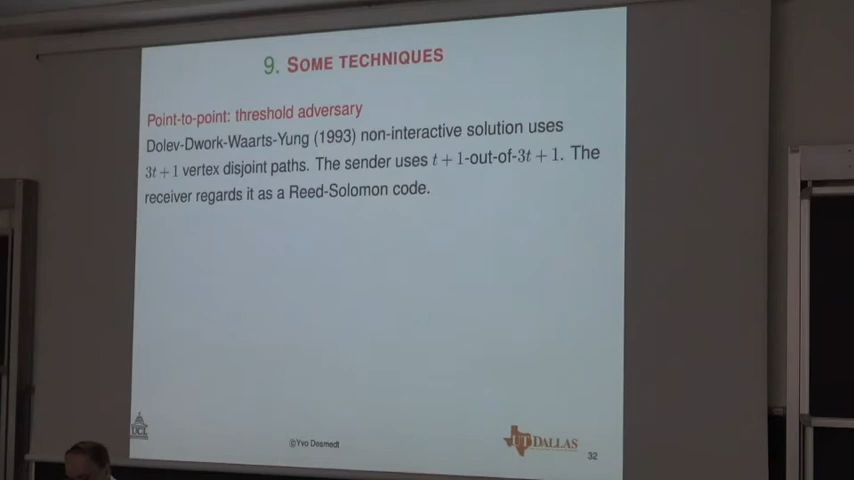 9. SOME TECHNIQUES
Point-to-point: threshold adversary
Dolev-Dwork-Waarts-Yung (1993) non-interactive solution uses
3t + 1 vertex disjoint paths. The sender uses t + 1-out-of-3t + 1. The
receiver regards it as a Reed-Solomon code.
UCL
©Yvo Desmedt
UT DALLAS
32